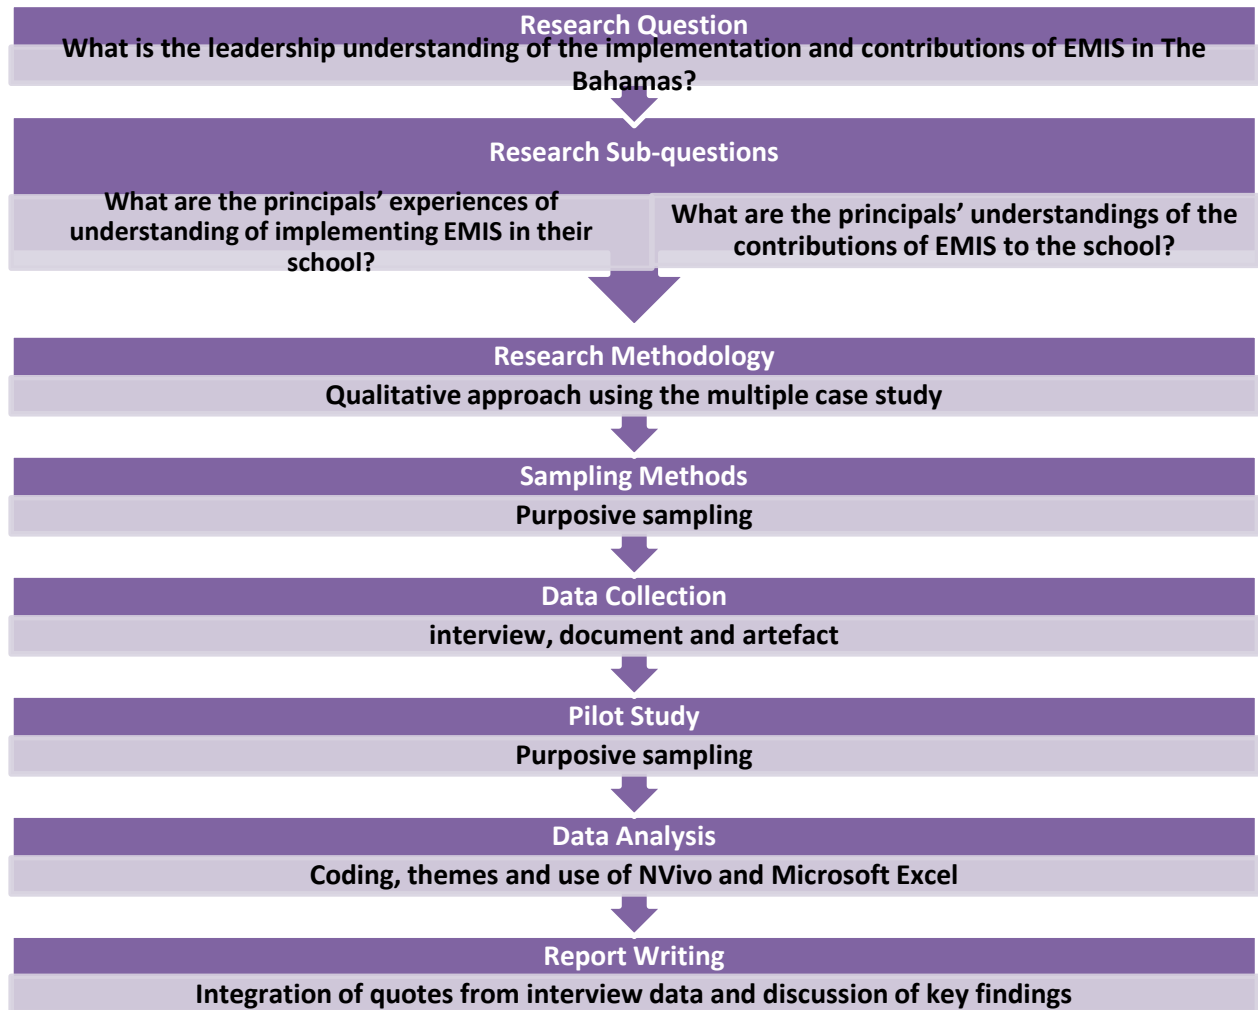 Research Question
What is the leadership understanding of the implementation and contributions of EMIS in The
Bahamas?
Research Sub-questions
What are the principals’ experiences of
understanding of implementing EMIS in their
school?
What are the principals’ understandings of the
contributions of EMIS to the school?
Research Methodology
Qualitative approach using the multiple case study
Sampling Methods
Purposive sampling
Data Collection
interview, document and artefact
Pilot Study
Purposive sampling
Data Analysis
Coding, themes and use of NVivo and Microsoft Excel
Report Writing
Integration of quotes from interview data and discussion of key findings